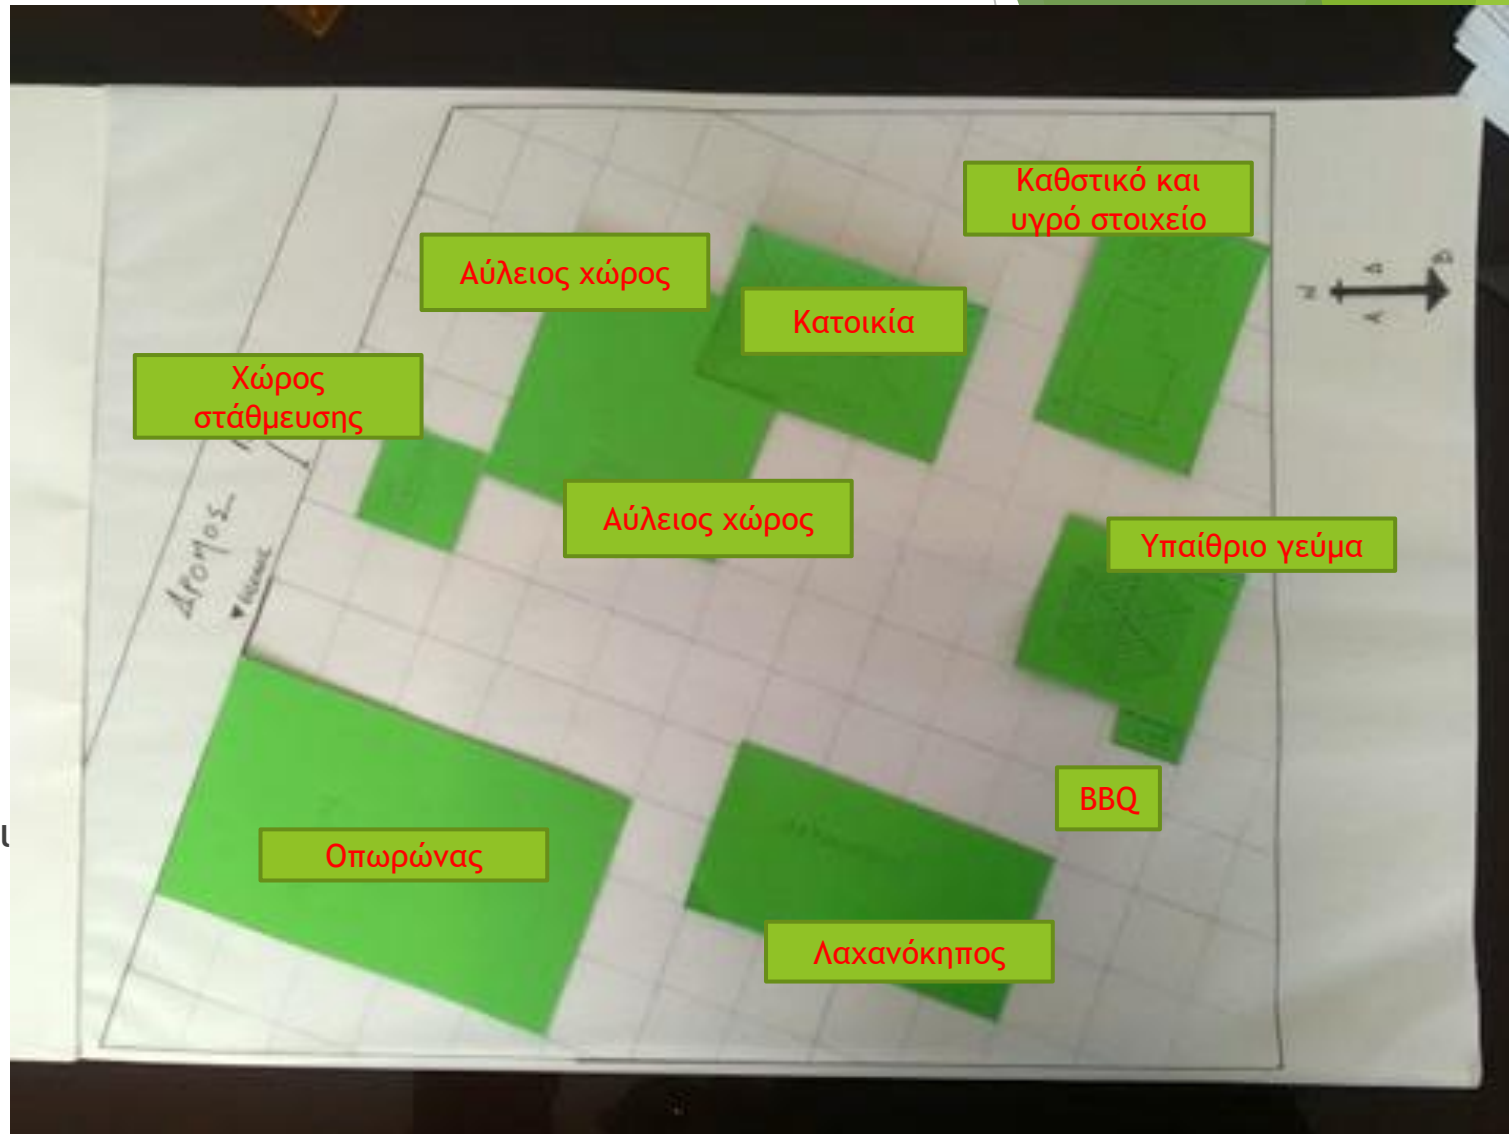 Καθστικό και
υγρό στοιχείο
Αύλειος χώρος
Κατοικία
Χώρος
στάθμευσης
Αύλειος χώρος
Υπαίθριο γεύμα
ΔΡΟΜΟΣ
BBQ
Οπωρώνας
Λαχανόκηπος
Β
Δ
Α
Ν